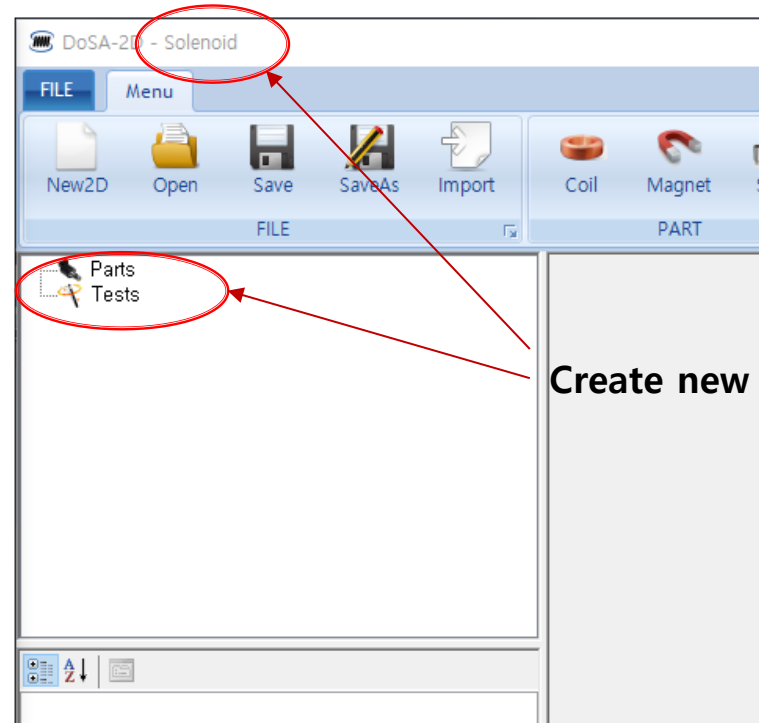 DoSA-2D - Solenoid
FILE Menu
New2D Open Save SaveAs Import Coil Magnet
FILE PART
Parts
Tests
Create new